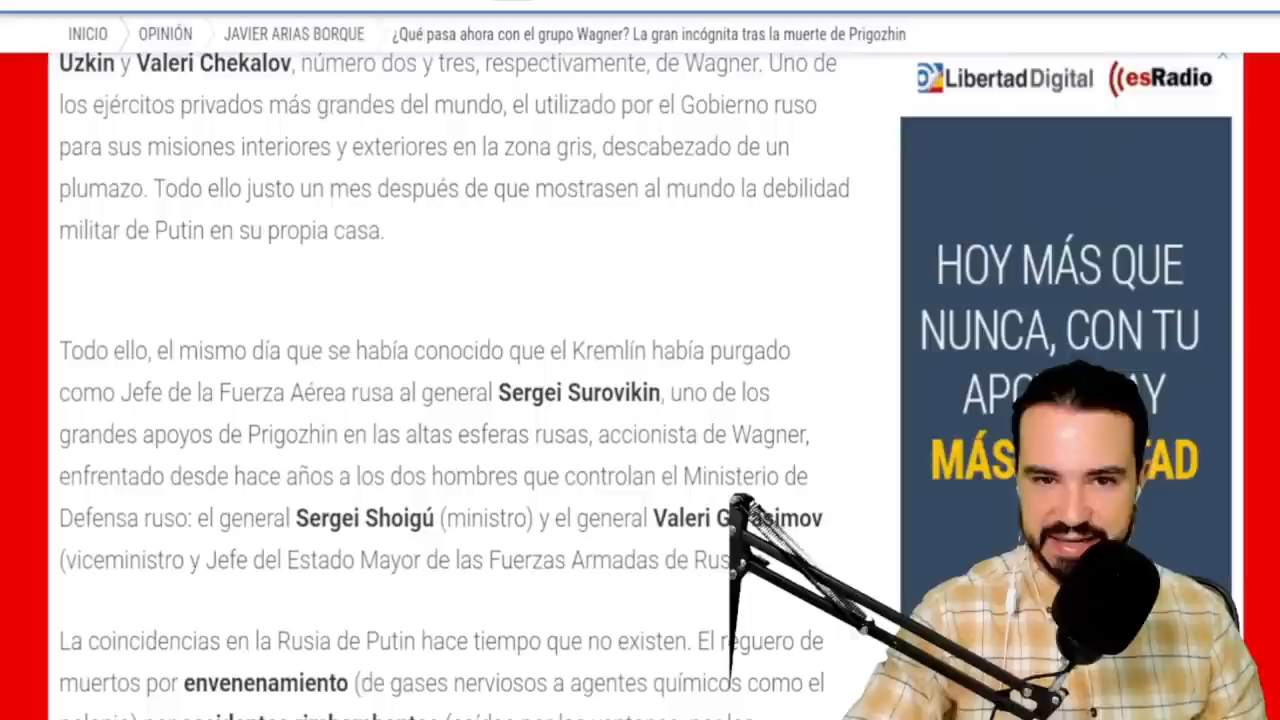 INICIO OPINIÓN JAVIER ARIAS BORQUE ¿Qué pasa ahora con el grupo Wagner? La gran incógnita tras la muerte de Prigozhin
Uzkin y Valeri Chekalov, número dos y tres, respectivamente, de Wagner. Uno de
los ejércitos privados más grandes del mundo, el utilizado por el Gobierno ruso
para sus misiones interiores y exteriores en la zona gris, descabezado de un
plumazo. Todo ello justo un mes después de que mostrasen al mundo la debilidad
militar de Putin en su propia casa.
Todo ello, el mismo día que se había conocido que el Kremlín había purgado
como Jefe de la Fuerza Aérea rusa al general Sergei Surovikin, uno de los
grandes apoyos de Prigozhin en las altas esferas rusas, accionista de Wagner,
enfrentado desde hace años a los dos hombres que controlan el Ministerio de
Defensa ruso: el general Sergei Shoigú (ministro) y el general Valeri
(viceministro y Jefe del Estado Mayor de las Fuerzas Armadas de
La coincidencias en la Rusia de Putin hace tiempo que no existen. El reguero de
muertos por envenenamiento (de gases nerviosos a agentes químicos como el
LibertadDigital esRadio
HOY MÁS QUE
NUNCA, CON TU
MÁS